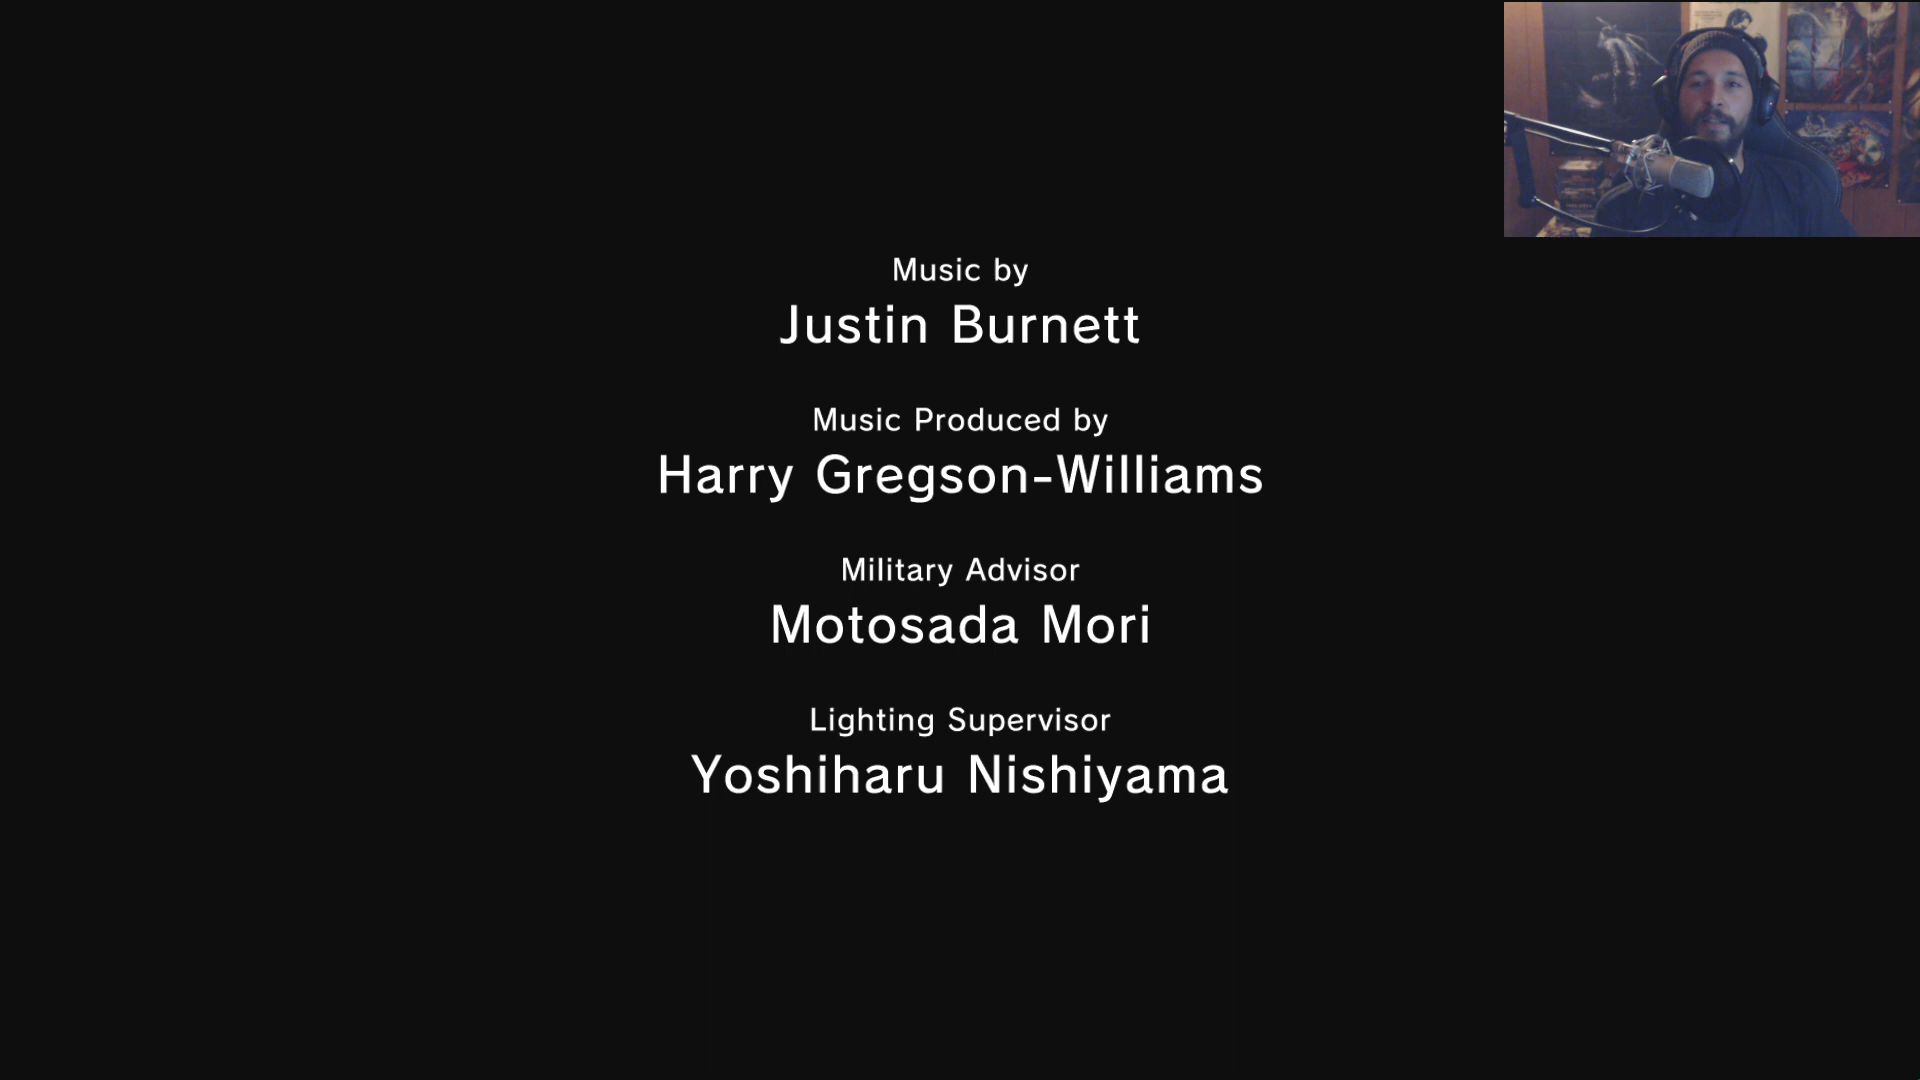 Music by
Justin Burnett
Music Produced by
Harry Gregson-Williams
Military Advisor
Motosada Mori
Lighting Supervisor
Yoshiharu Nishiyama